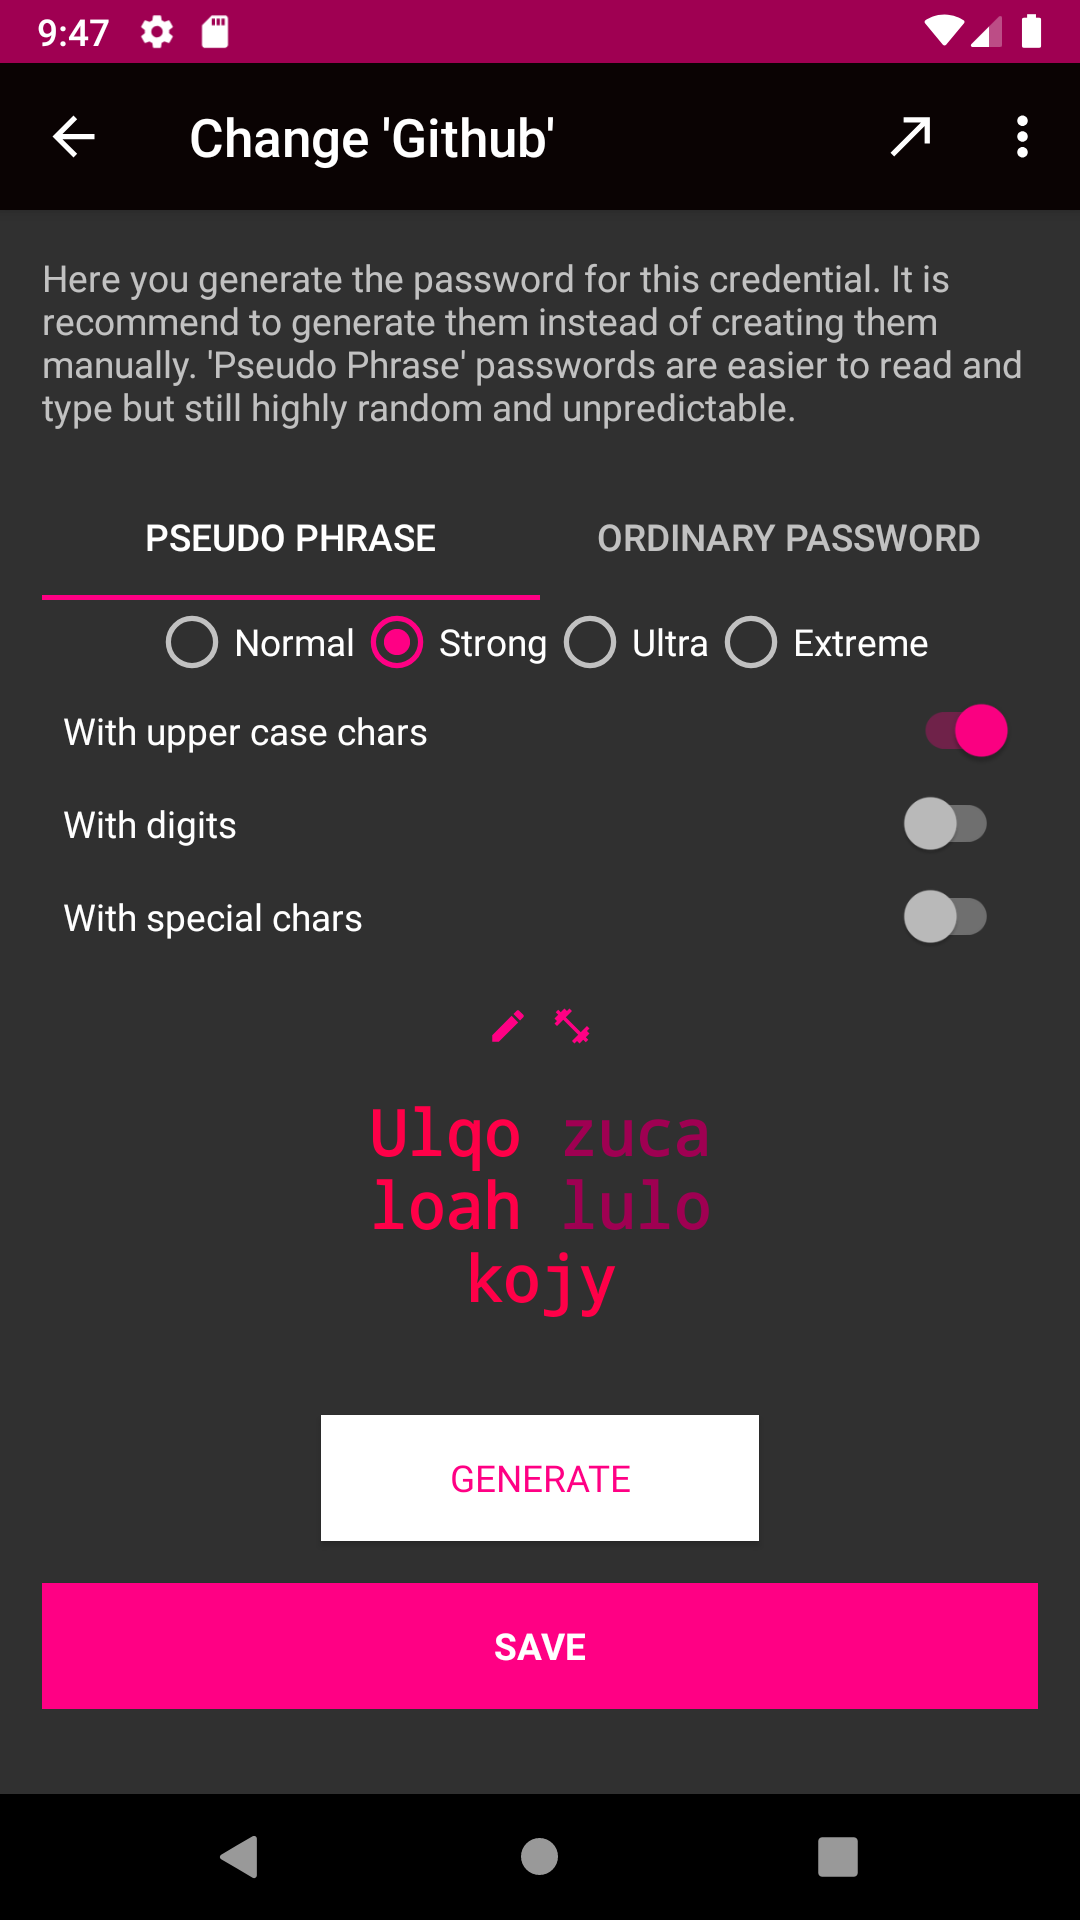 9:47
Change 'Github'
Here you generate the password for this credential. It is
recommend to generate them instead of creating them
manually. 'Pseudo Phrase' passwords are easier to read and
type but still highly random and unpredictable.
PSEUDO PHRASE ORDINARY PASSWORD
Normal Strong Ultra Extreme
With upper case chars
With digits
With special chars
Ulqo zuca
loah lulo
kojy
GENERATE
SAVE